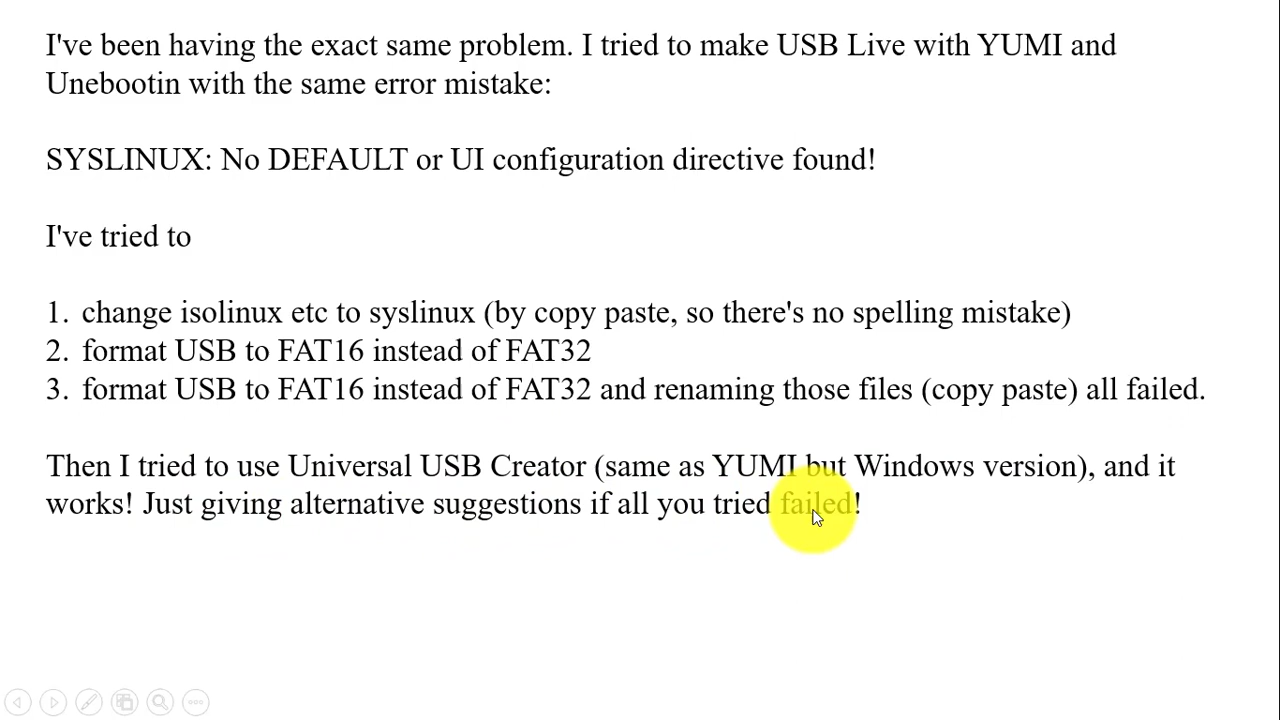 I've been having the exact same problem. I tried to make USB Live with YUMI and
Unebootin with the same error mistake:
SYSLINUX: No DEFAULT or UI configuration directive found!
I've tried to
1. change isolinux etc to syslinux (by copy paste, so there's no spelling mistake)
2. format USB to FAT16 instead of FAT32
3. format USB to FAT16 instead of FAT32 and renaming those files (copy paste) all failed.
Then I tried to use Universal USB Creator (same as YUMI but Windows version), and it
works! Just giving alternative suggestions if all you tried failed!